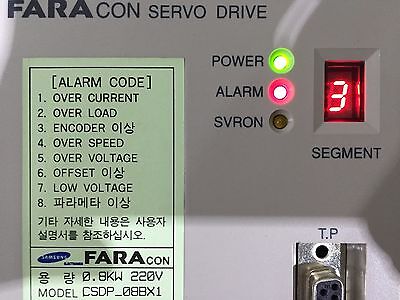 FARA CON SERVO DRIVE
POWER
ALARM
SVRON
3
SEGMENT
T.P
[ALARM CODE]
1. OVER CURRENT
2. OVER LOAD
3. ENCODER 이상
4. OVER SPEED
5. OVER VOLTAGE
6. OFFSET 이상
7. LOW VOLTAGE
8. 파라메타 이상
기타 자세한 내용은 사용자
설명서를 참조하십시오.
SAMSUNG FARA CON
용 량 0.8KW 220V
MODEL CSDP_08BX1